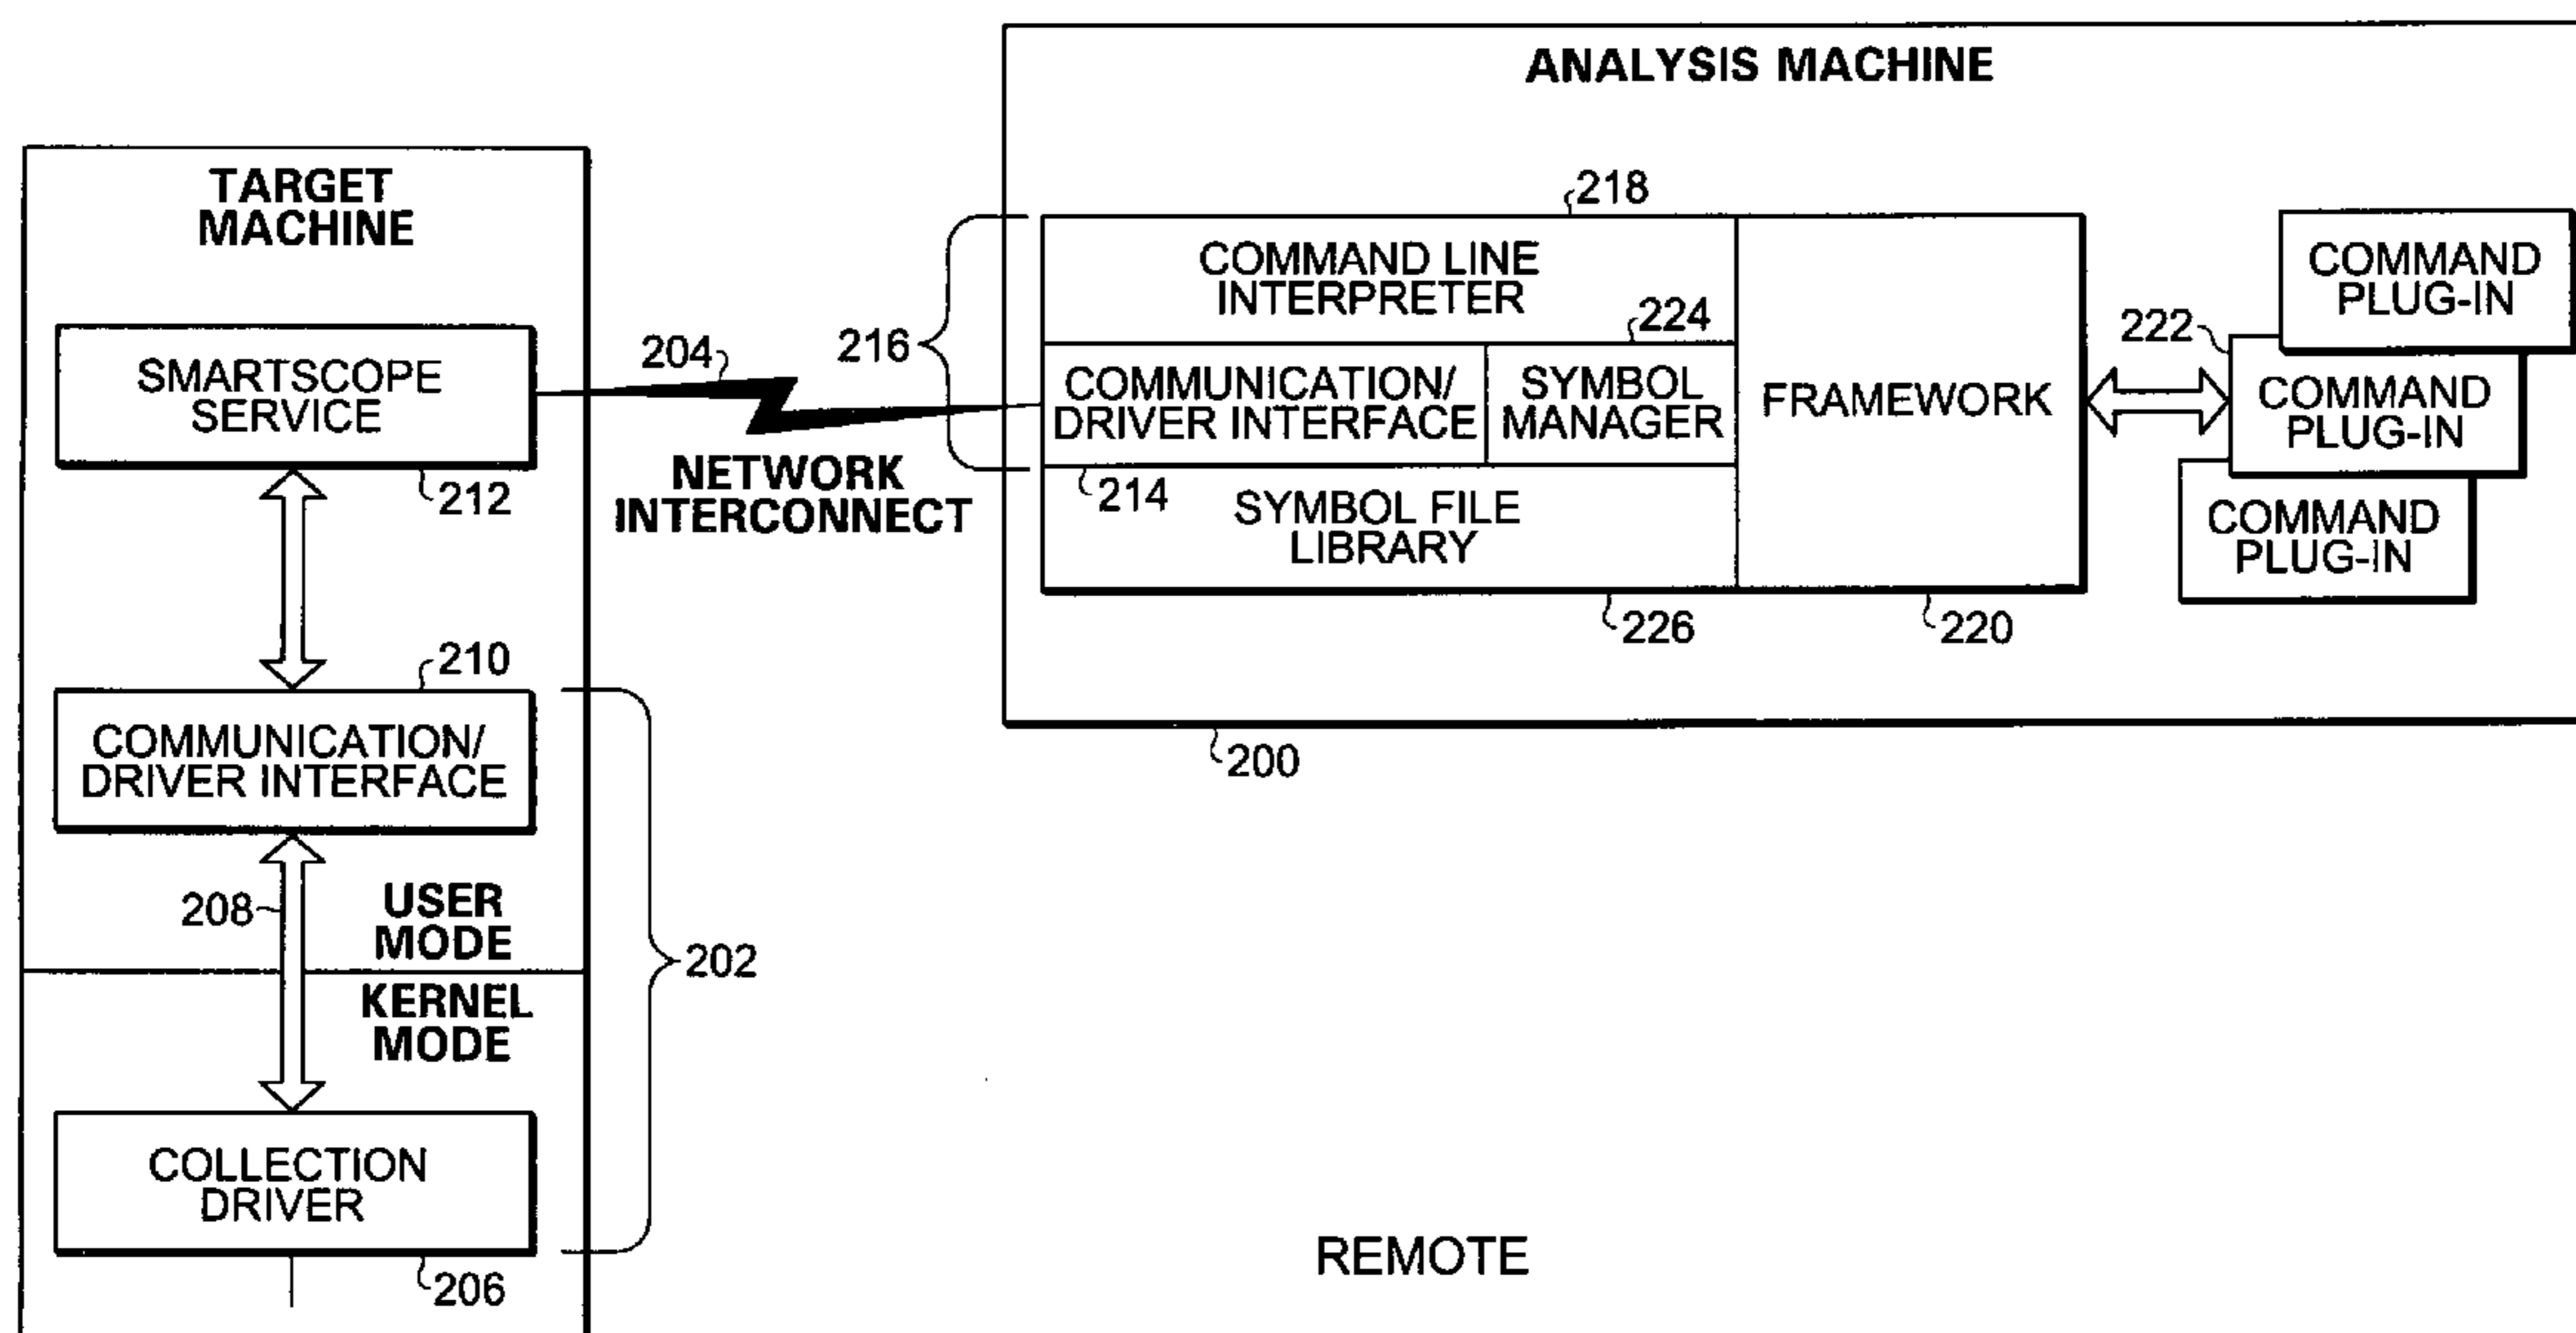 ANALYSIS MACHINE
TARGET
MACHINE
218
COMMAND LINE
INTERPRETER
COMMAND
PLUG-IN
222
224
216
204
SMARTSCOPE
SERVICE
COMMUNICATION/
DRIVER INTERFACE
SYMBOL
MANAGER
FRAMEWORK
COMMAND
PLUG-IN
NETWORK
INTERCONNECT
212
214
SYMBOL FILE
LIBRARY
COMMAND
PLUG-IN
226
220
210
COMMUNICATION/
DRIVER INTERFACE
200
208
USER
MODE
202
KERNEL
MODE
COLLECTION
DRIVER
206
REMOTE